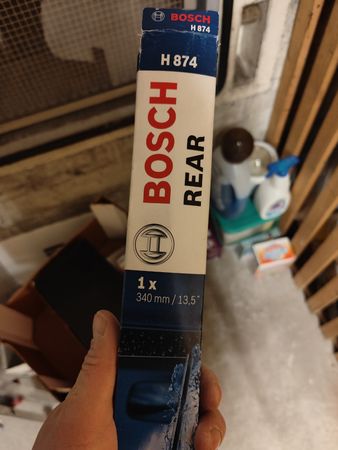 BOSCH
H 874
H 874
BOSCH
REAR
1 x
340 mm / 13,5"